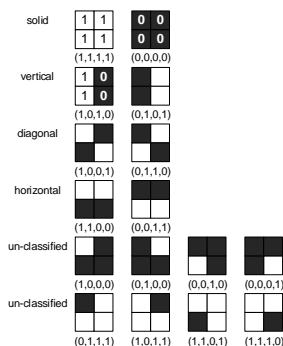 solid
1 1 0 0
1 1 0 0
(1,1,1,1) (0,0,0,0)
vertical
1 0
1 0
(1,0,1,0) (0,1,0,1)
diagonal
(1,0,0,1) (0,1,1,0)
horizontal
(1,1,0,0) (0,0,1,1)
un-classified
(1,0,0,0) (0,1,0,0) (0,0,1,0) (0,0,0,1)
un-classified
(0,1,1,1) (1,0,1,1) (1,1,0,1) (1,1,1,0)